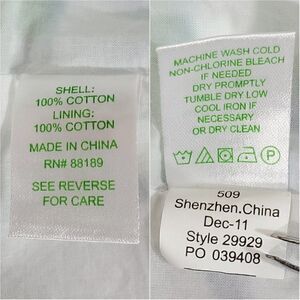 SHELL:
100% COTTON
LINING:
100% COTTON
MADE IN CHINA
RN# 88189
SEE REVERSE
FOR CARE
MACHINE WASH COLD
NON-CHLORINE BLEACH
IF NEEDED
DRY PROMPTLY
TUMBLE DRY LOW
COOL IRON IF
NECESSARY
OR DRY CLEAN
P
509
Shenzhen.China
Dec-11
Style 29929
PO 039408